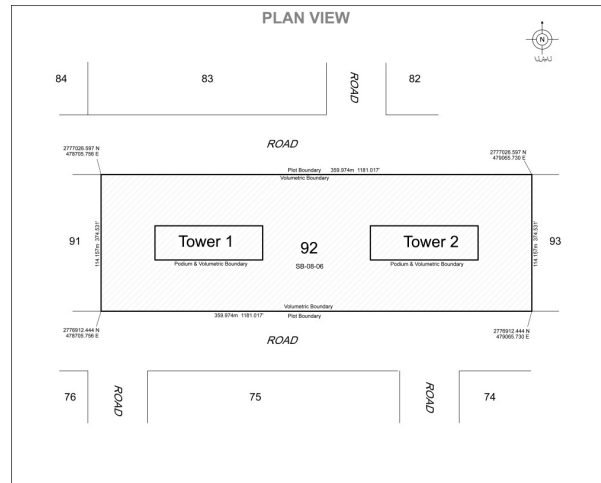 PLAN VIEW
N
84
83
82
ROAD
ROAD
2777026.597 N
478705.756 E
2777026.597 N
479065.730 E
Plot Boundary 359.974m 1181.017'
Volumetric Boundary
91
114.157m 374.531'
Tower 1
Podium & Volumetric Boundary
92
SB-08-06
Tower 2
Podium & Volumetric Boundary
114.157m 374.531'
93
Volumetric Boundary
359.974m 1181.017' Plot Boundary
2776912.444 N
478705.756 E
2776912.444 N
479065.730 E
ROAD
76
ROAD
75
ROAD
74